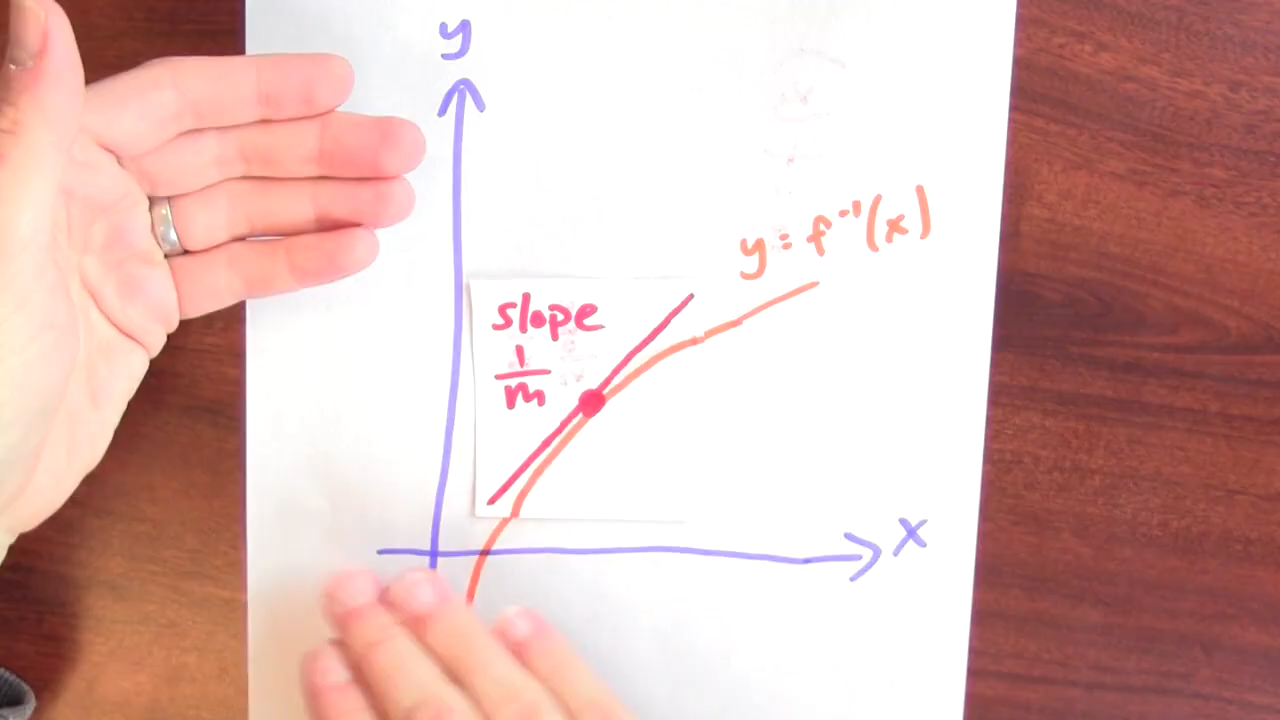 y
y = f⁻¹(x)
slope
1/m
x